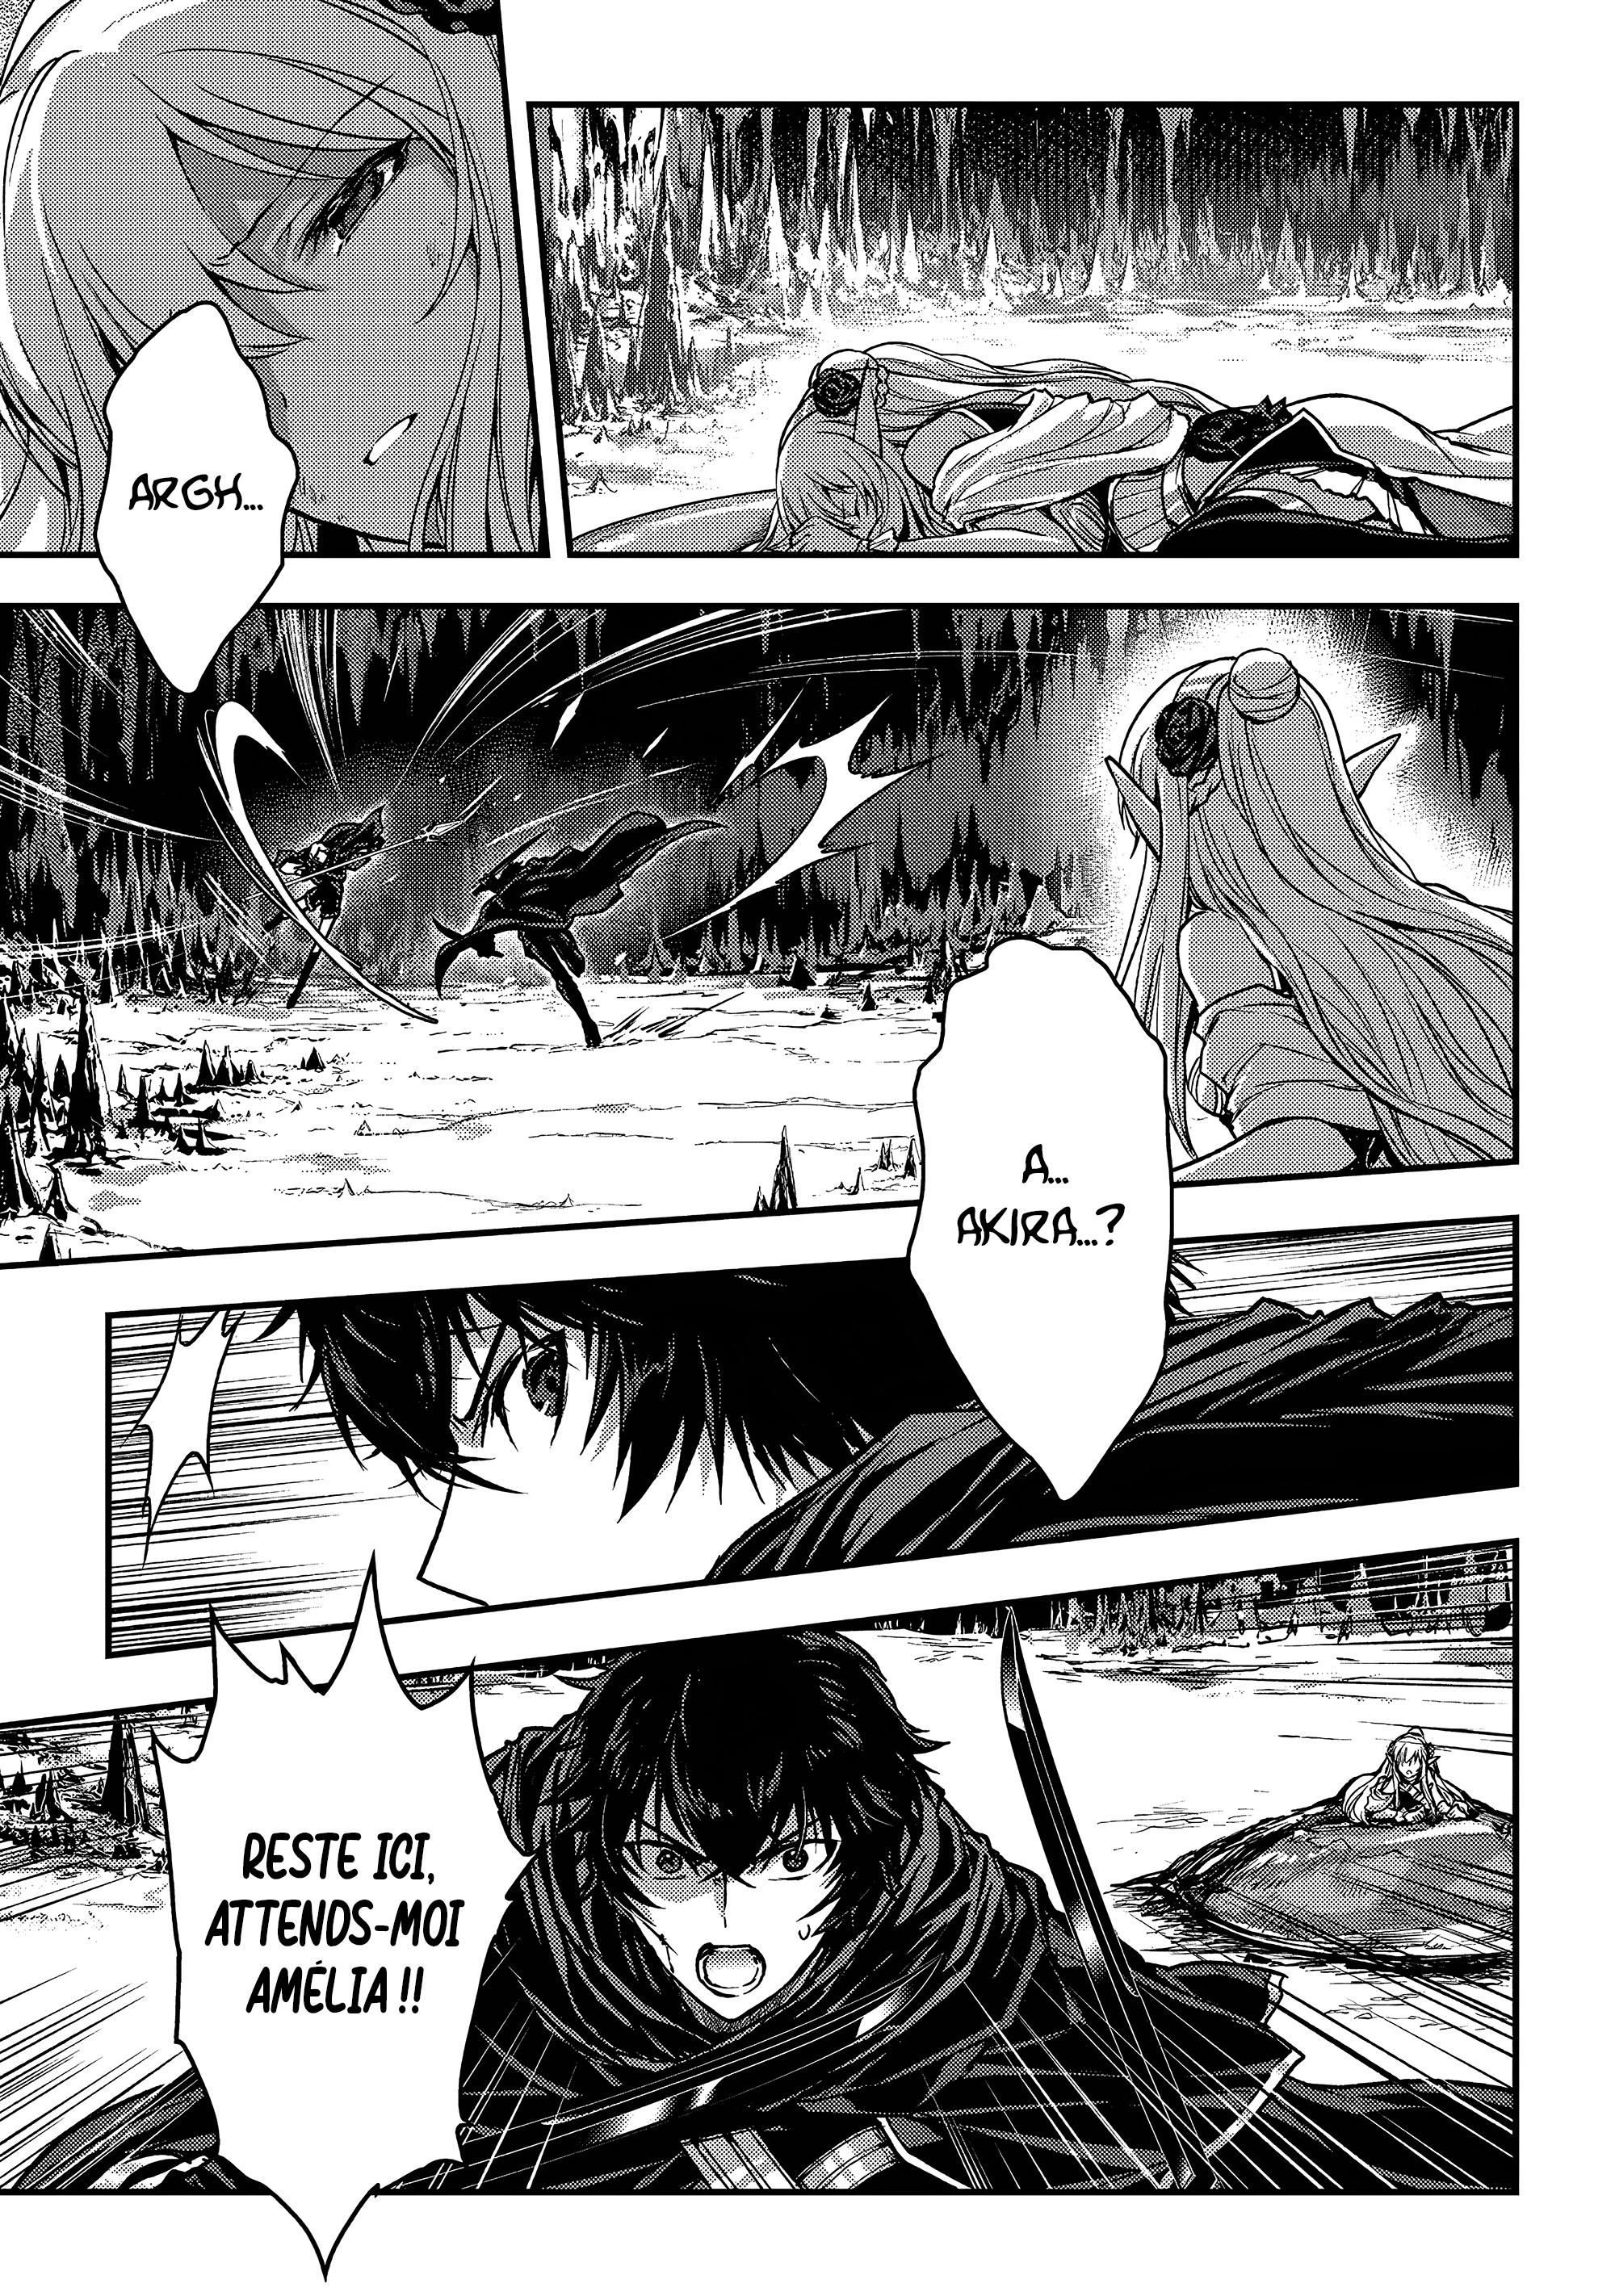 ARGH...
A...
AKIRA...?
RESTE ICI,
ATTENDS-MOI
AMÉLIA !!